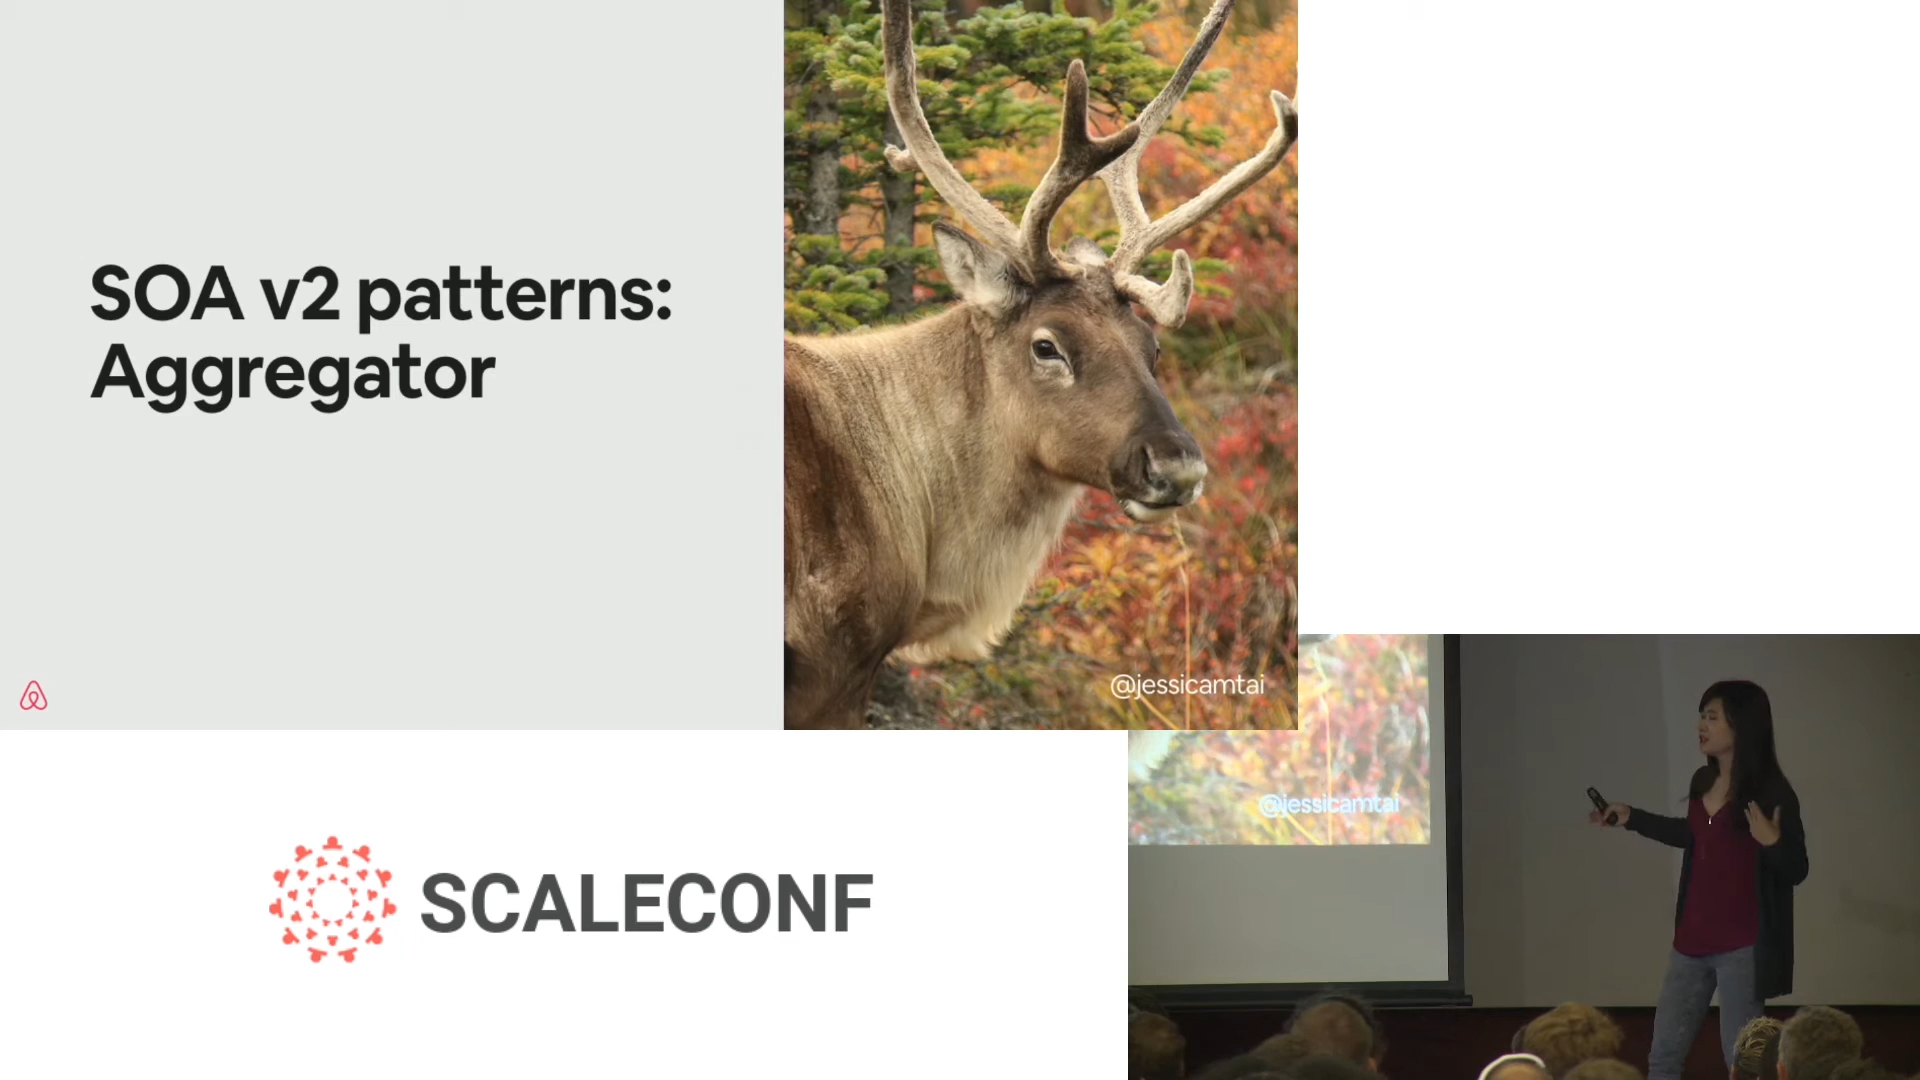 SOA v2 patterns:
Aggregator
@jessicamtai
@jessicamtai
SCALECONF